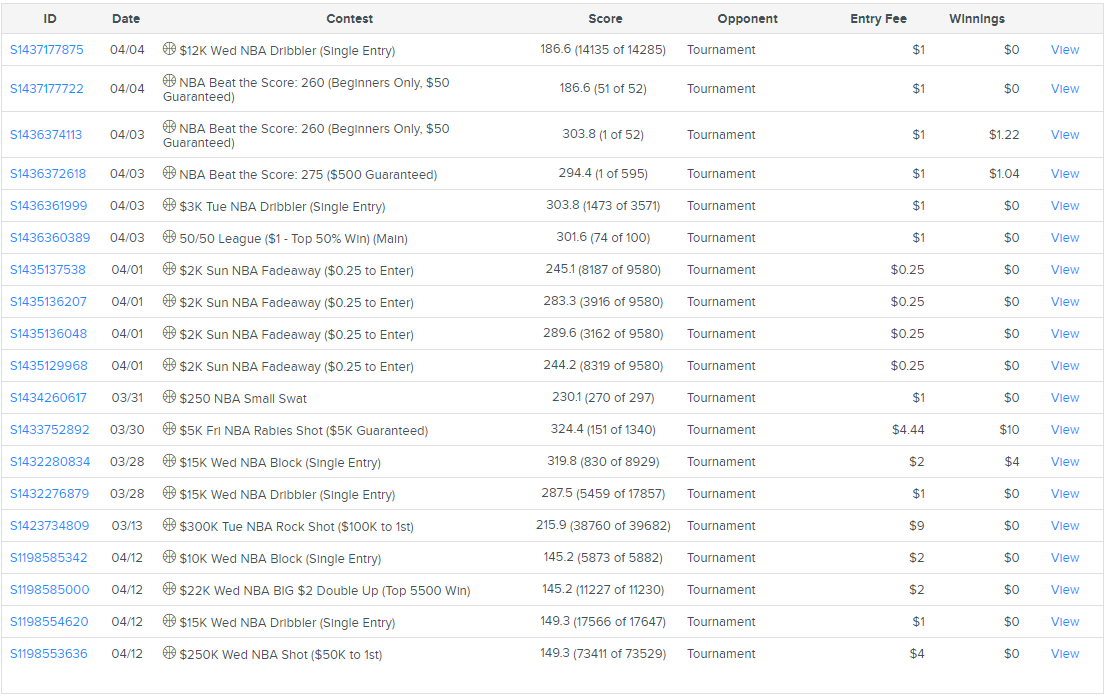 ID Date Contest Score Opponent Entry Fee Winnings
S1437177875 04/04 $12K Wed NBA Dribbler (Single Entry) 186.6 (14135 of 14285) Tournament $1 $0 View
S1437177722 04/04 NBA Beat the Score: 260 (Beginners Only, $50 Guaranteed) 186.6 (51 of 52) Tournament $1 $0 View
S1436374113 04/03 NBA Beat the Score: 260 (Beginners Only, $50 Guaranteed) 303.8 (1 of 52) Tournament $1 $1.22 View
S1436372618 04/03 NBA Beat the Score: 275 ($500 Guaranteed) 294.4 (1 of 595) Tournament $1 $1.04 View
S1436361999 04/03 $3K Tue NBA Dribbler (Single Entry) 303.8 (1473 of 3571) Tournament $1 $0 View
S1436360389 04/03 50/50 League ($1 - Top 50% Win) (Main) 301.6 (74 of 100) Tournament $1 $0 View
S1435137538 04/01 $2K Sun NBA Fadeaway ($0.25 to Enter) 245.1 (8187 of 9580) Tournament $0.25 $0 View
S1435136207 04/01 $2K Sun NBA Fadeaway ($0.25 to Enter) 283.3 (3916 of 9580) Tournament $0.25 $0 View
S1435136048 04/01 $2K Sun NBA Fadeaway ($0.25 to Enter) 289.6 (3162 of 9580) Tournament $0.25 $0 View
S1435129968 04/01 $2K Sun NBA Fadeaway ($0.25 to Enter) 244.2 (8319 of 9580) Tournament $0.25 $0 View
S1434260617 03/31 $250 NBA Small Swat 230.1 (270 of 297) Tournament $1 $0 View
S1433752892 03/30 $5K Fri NBA Rabies Shot ($5K Guaranteed) 324.4 (151 of 1340) Tournament $4.44 $10 View
S1432280834 03/28 $15K Wed NBA Block (Single Entry) 319.8 (830 of 8929) Tournament $2 $4 View
S1432276879 03/28 $15K Wed NBA Dribbler (Single Entry) 287.5 (5459 of 17857) Tournament $1 $0 View
S1423734809 03/13 $300K Tue NBA Rock Shot ($100K to 1st) 215.9 (38760 of 39682) Tournament $9 $0 View
S1198585342 04/12 $10K Wed NBA Block (Single Entry) 145.2 (5873 of 5882) Tournament $2 $0 View
S1198585000 04/12 $22K Wed NBA BIG $2 Double Up (Top 5500 Win) 145.2 (11227 of 11230) Tournament $2 $0 View
S1198554620 04/12 $15K Wed NBA Dribbler (Single Entry) 149.3 (17566 of 17647) Tournament $1 $0 View
S1198553636 04/12 $250K Wed NBA Shot ($50K to 1st) 149.3 (73411 of 73529) Tournament $4 $0 View